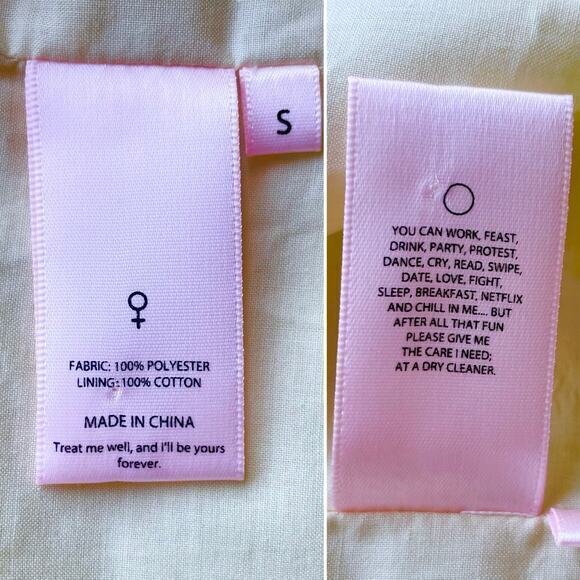 S
FABRIC: 100% POLYESTER
LINING: 100% COTTON
MADE IN CHINA
Treat me well, and I'll be yours
forever.
YOU CAN WORK, FEAST,
DRINK, PARTY, PROTEST,
DANCE, CRY, READ, SWIPE,
DATE, LOVE, FIGHT,
SLEEP, BREAKFAST, NETFLIX
AND CHILL IN ME.... BUT
AFTER ALL THAT FUN
PLEASE GIVE ME
THE CARE I NEED;
AT A DRY CLEANER.